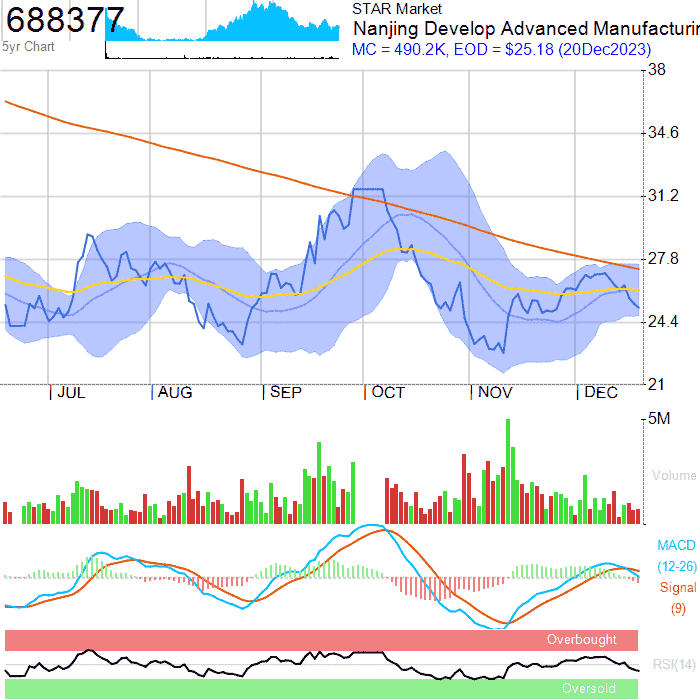 688377
5yr Chart
STAR Market
Nanjing Develop Advanced Manufacturin
MC = 490.2K, EOD = $25.18 (20Dec2023)
38
34.6
31.2
27.8
24.4
21
JUL AUG SEP OCT NOV DEC
5M
Volume
MACD
(12-26)
Signal
(9)
Overbought
RSI(14)
Oversold